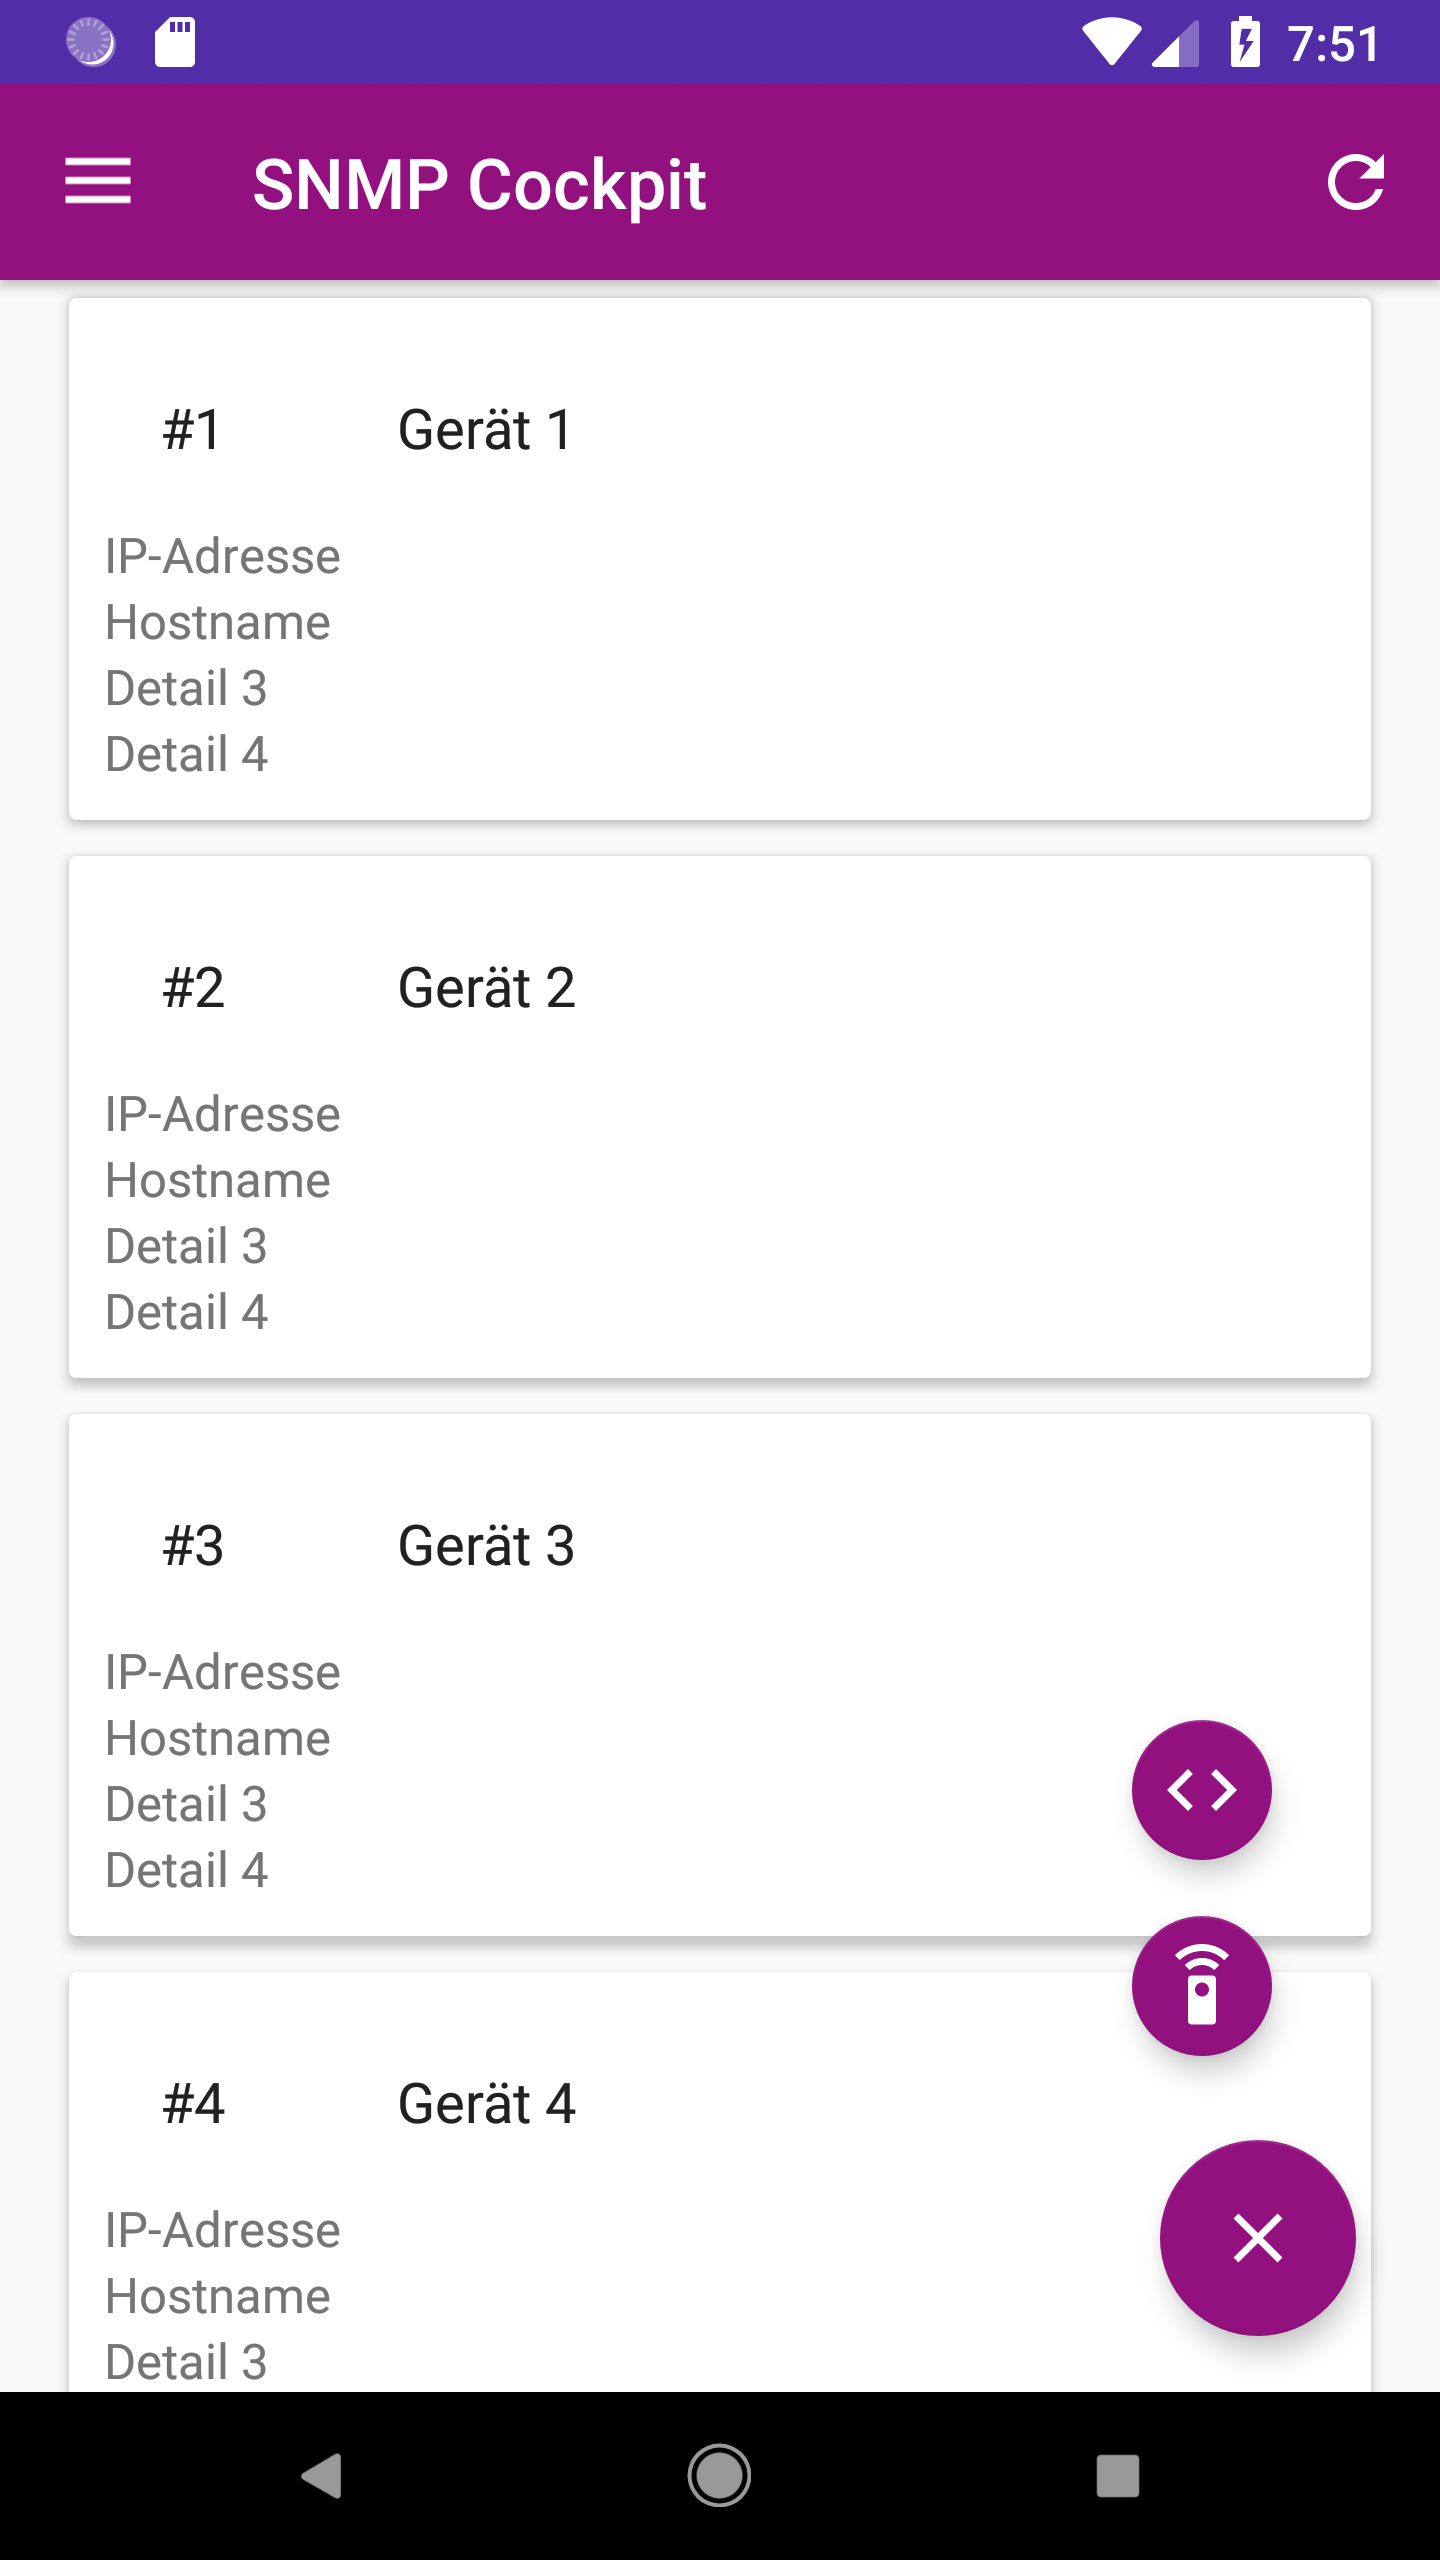 7:51
SNMP Cockpit
#1 Gerät 1
IP-Adresse
Hostname
Detail 3
Detail 4
#2 Gerät 2
IP-Adresse
Hostname
Detail 3
Detail 4
#3 Gerät 3
IP-Adresse
Hostname
Detail 3
Detail 4
#4 Gerät 4
IP-Adresse
Hostname
Detail 3